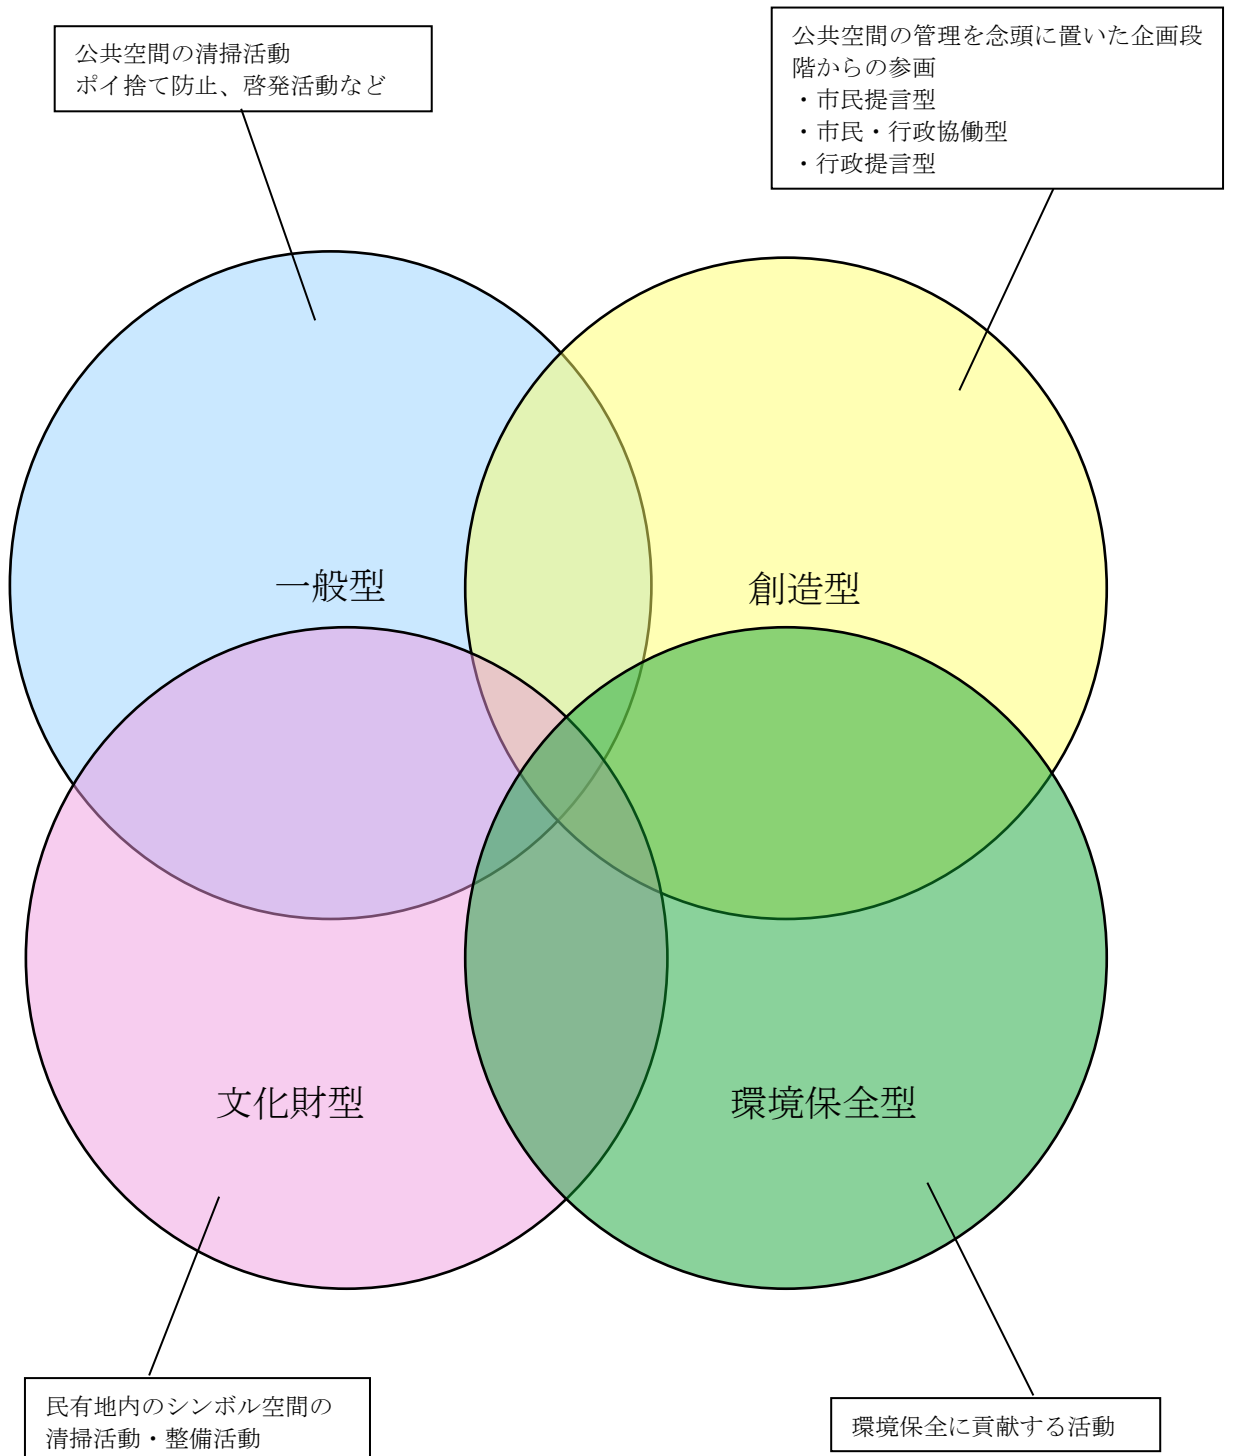 公共空間の清掃活動
ポイ捨て防止、啓発活動など
公共空間の管理を念頭に置いた企画段
階からの参画
・市民提言型
・市民・行政協働型
・行政提言型
一般型
創造型
文化財型
環境保全型
民有地内のシンボル空間の
清掃活動・整備活動
環境保全に貢献する活動